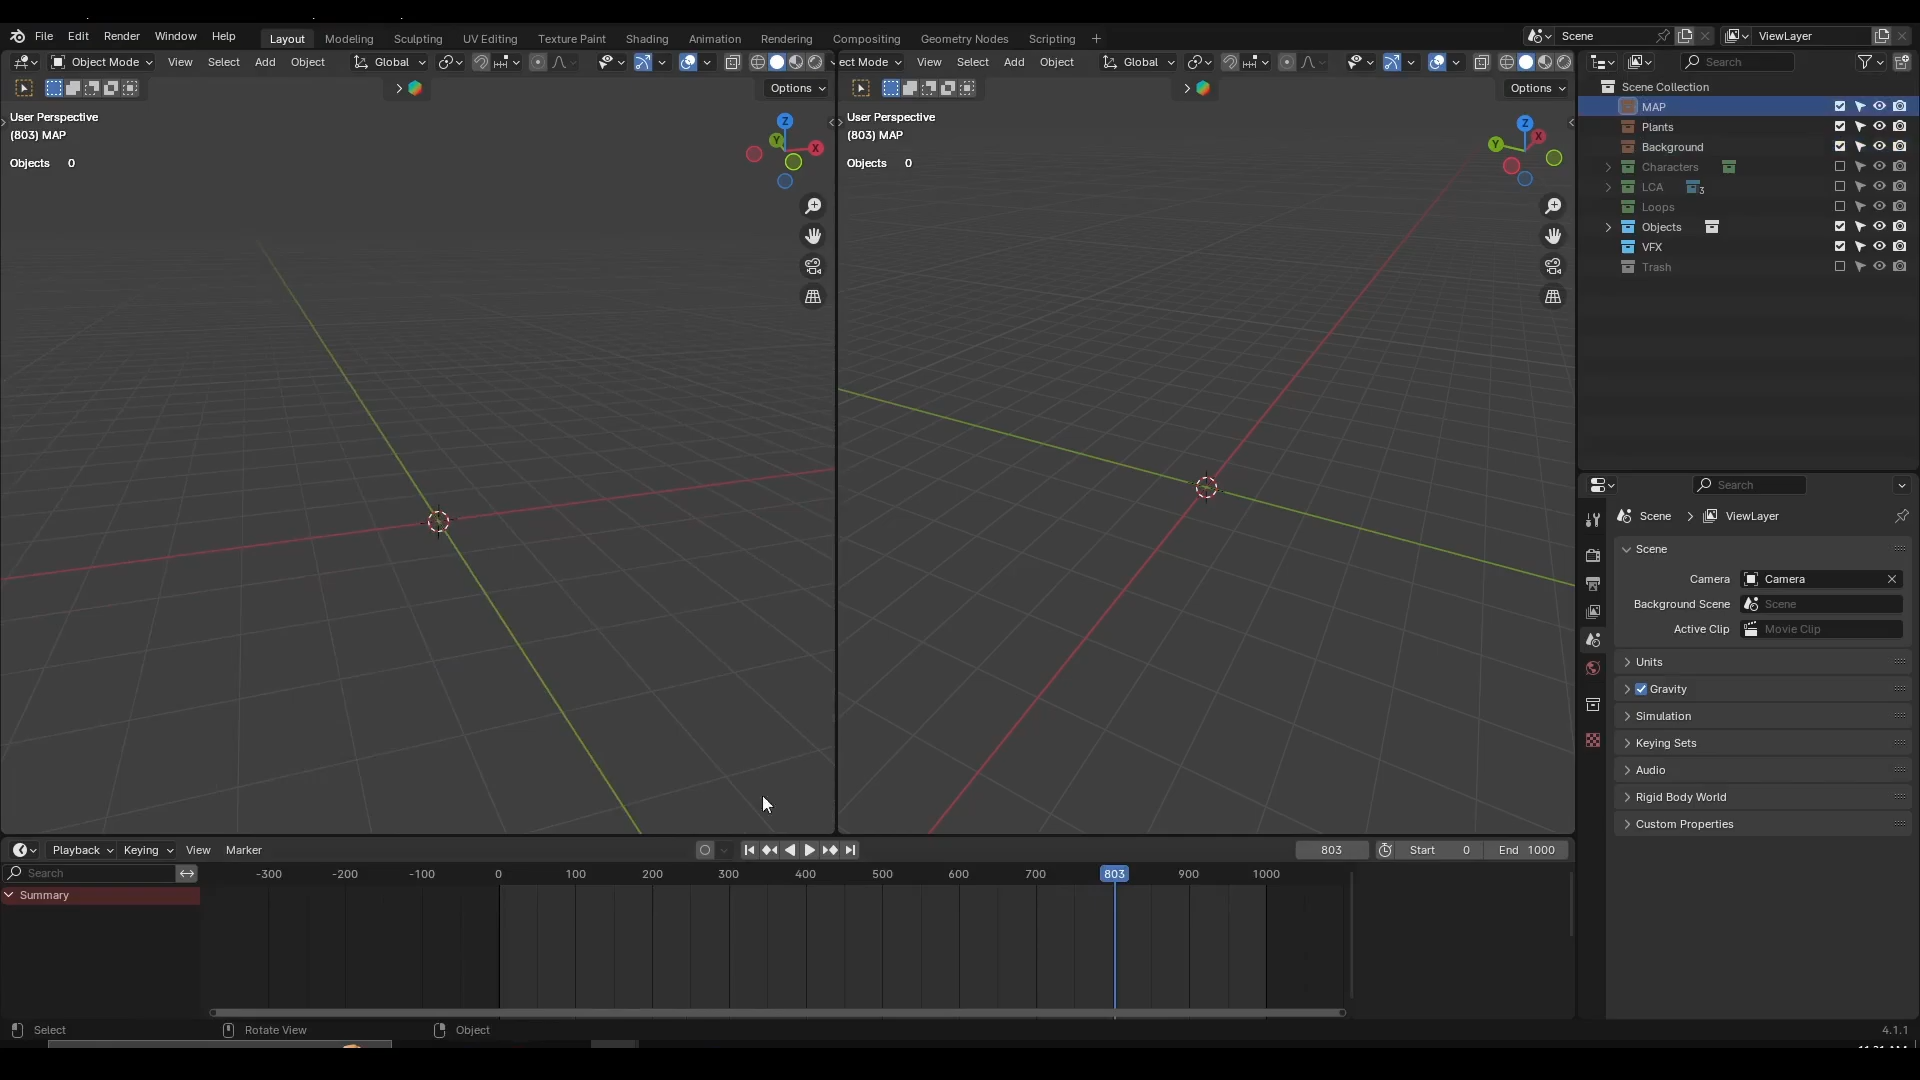 File Edit Render Window Help Layout Modeling Sculpting UV Editing Texture Paint Shading Animation Rendering Compositing Geometry Nodes Scripting + Scene ViewLayer
Object Mode View Select Add Object Global
ect Mode View Select Add Object Global
Search
Options
Options
User Perspective
(803) MAP
Objects 0
Z
Y
X
User Perspective
(803) MAP
Objects 0
Z
X
Y
Scene Collection
MAP
Plants
Background
Characters
LCA 3
Loops
Objects
VFX
Trash
Search
Scene > ViewLayer
Scene
Camera Camera
Background Scene Scene
Active Clip Movie Clip
Units
Gravity
Simulation
Keying Sets
Audio
Rigid Body World
Custom Properties
Playback Keying View Marker 803 Start 0 End 1000
Search -300 -200 -100 0 100 200 300 400 500 600 700 803 900 1000
Summary
Select Rotate View Object 4.1.1